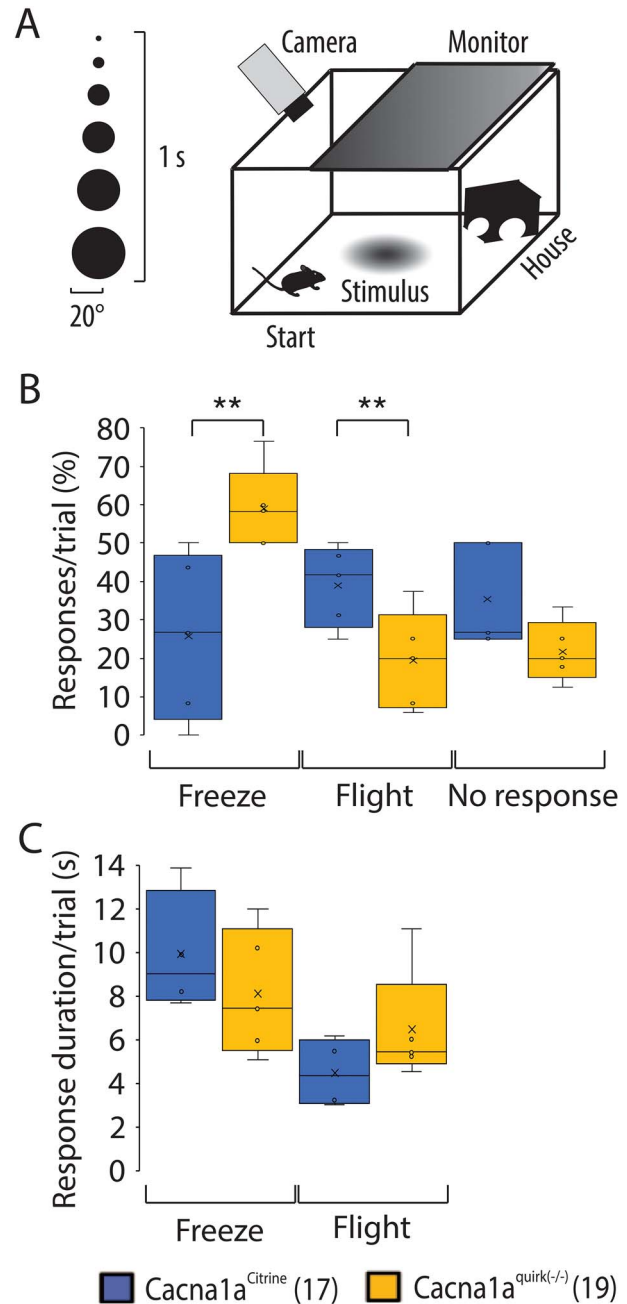 A
Camera
Monitor
1 s
20°
Stimulus
House
Start
B
Responses/trial (%)
80
70
60
50
40
30
20
10
0
**
**
Freeze
Flight
No response
C
Response duration/trial (s)
14
12
10
8
6
4
2
0
Freeze
Flight
Cacna1a^Citrine (17)
Cacna1a^quirk(-/-) (19)